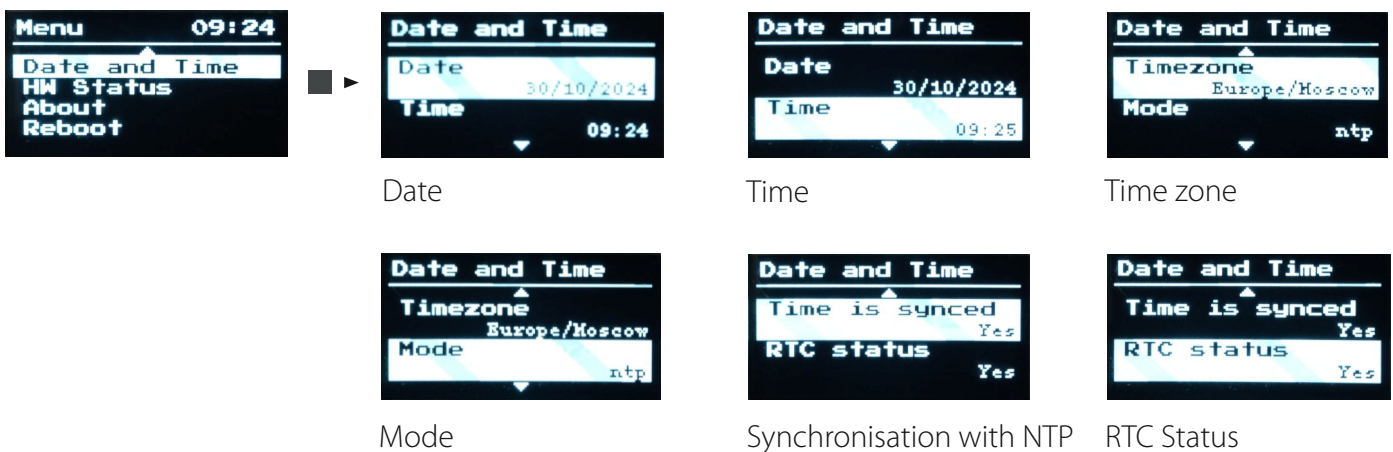 Menu 09:24
Date and Time
HW Status
About
Reboot
Date and Time
Date
30/10/2024
Time
09:24
Date
Date and Time
Date
30/10/2024
Time
09:25
Time
Date and Time
Timezone
Europe/Moscow
Mode
ntp
Time zone
Date and Time
Timezone
Europe/Moscow
Mode
ntp
Mode
Date and Time
Time is synced
Yes
RTC status
Yes
Synchronisation with NTP
Date and Time
Time is synced
Yes
RTC status
Yes
RTC Status